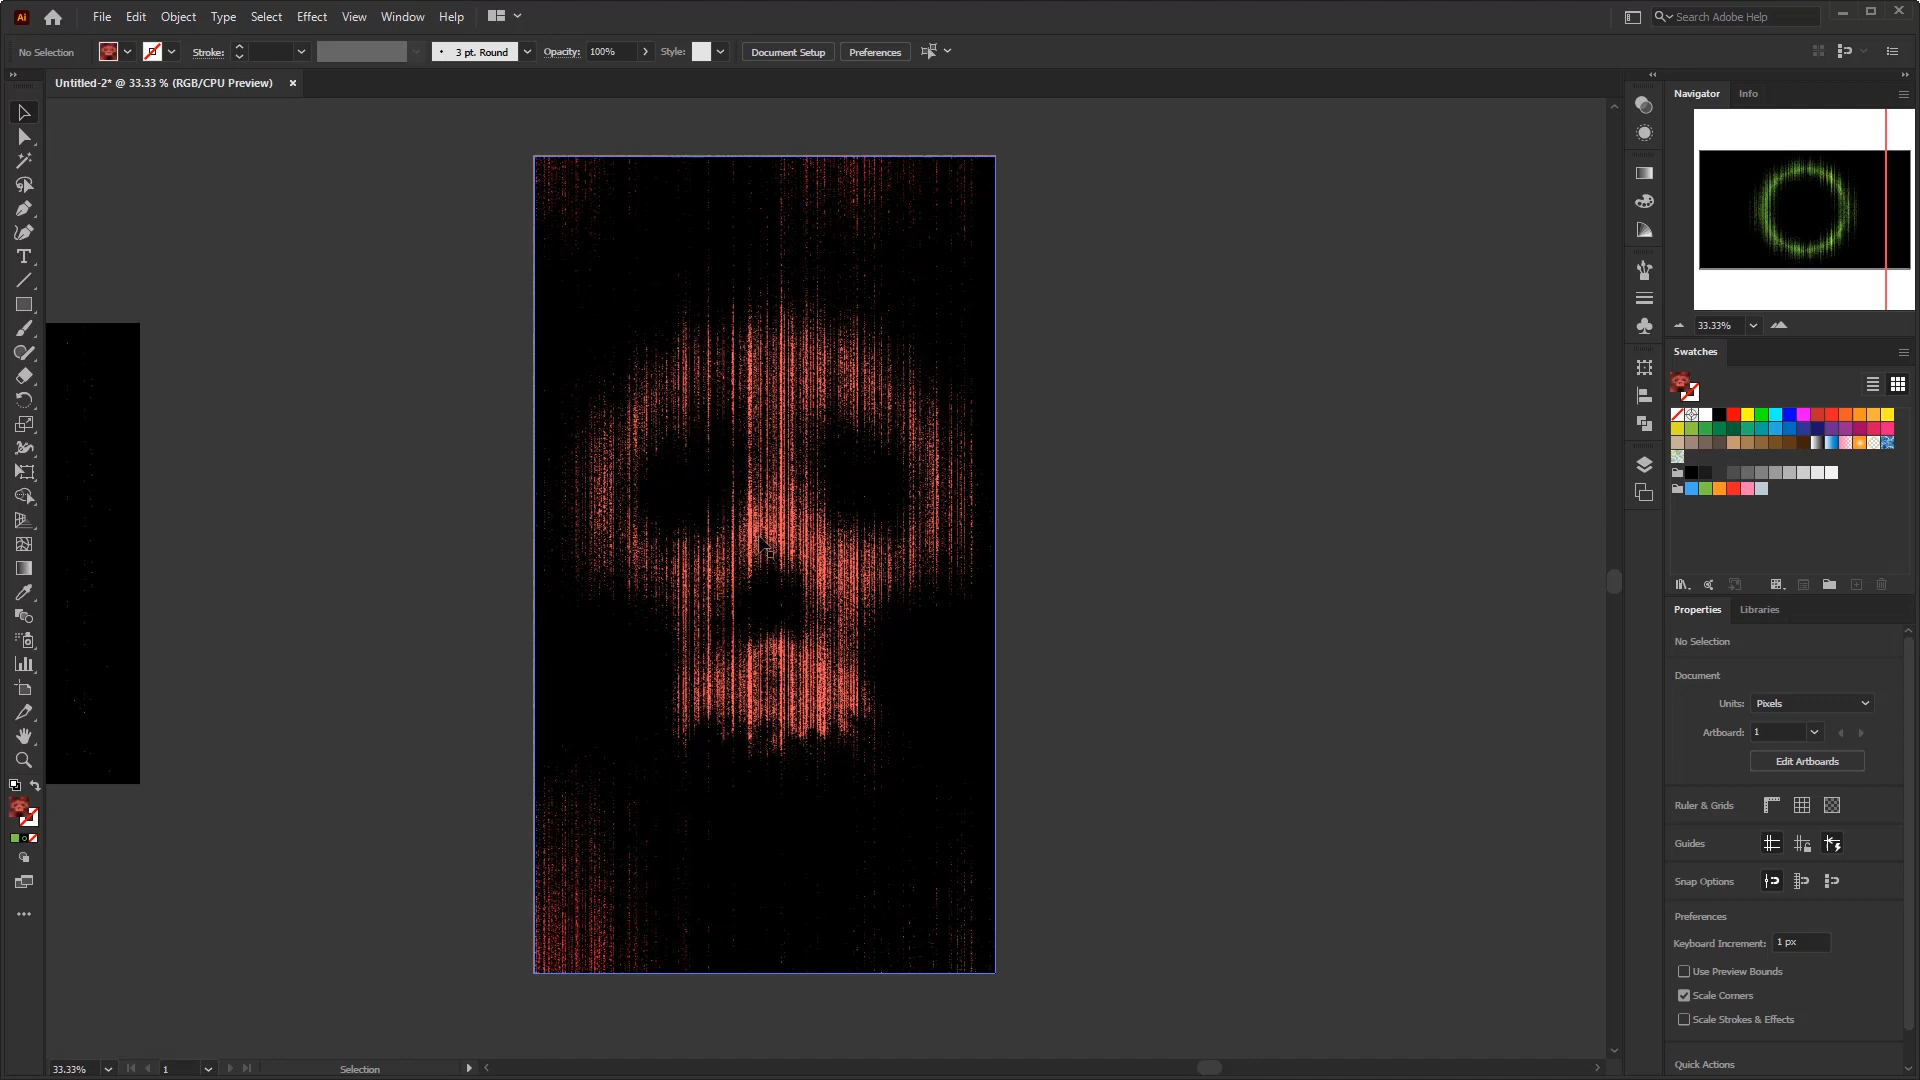 Ai File Edit Object Type Select Effect View Window Help Search Adobe Help
No Selection Stroke: 3 pt. Round Opacity: 100% Style: Document Setup Preferences
Untitled-2* @ 33.33 % (RGB/CPU Preview) ×
Navigator Info
33.33%
Swatches
Properties Libraries
No Selection
Document
Units: Pixels
Artboard: 1
Edit Artboards
Ruler & Grids
Guides
Snap Options
Preferences
Keyboard Increment: 1 px
Use Preview Bounds
Scale Corners
Scale Strokes & Effects
Quick Actions
33.33% 1 Selection